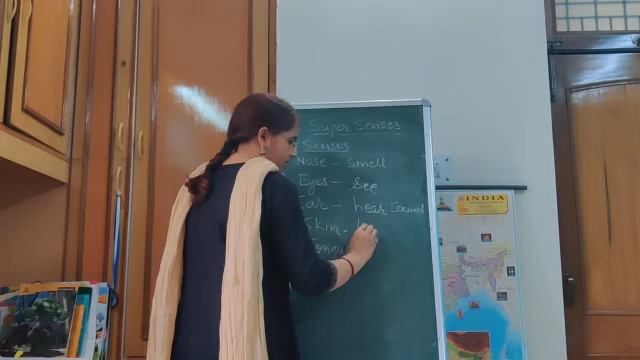 Super Senses
Senses
Nose - smell
Eyes - See
Ear - hear Sound
Skin -
INDIA